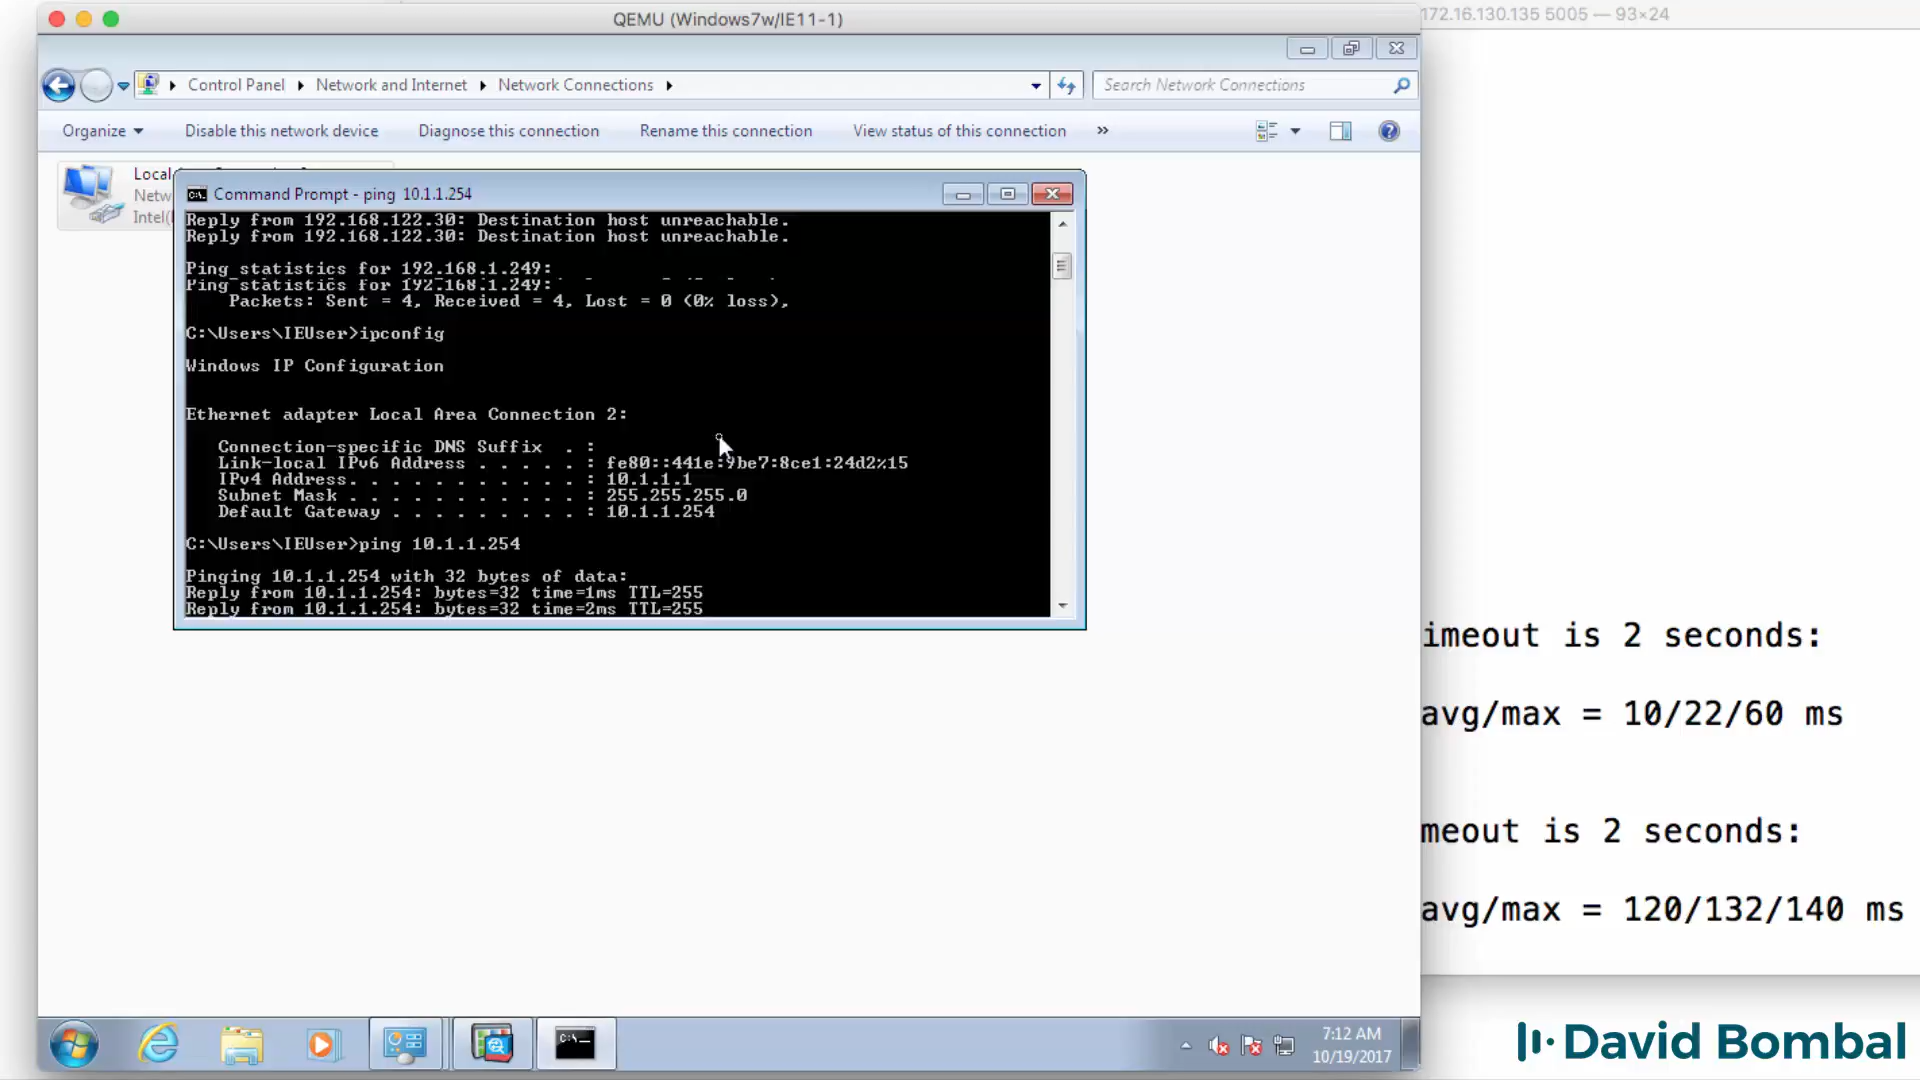 QEMU (Windows7w/IE11-1)
172.16.130.135 5005 — 93×24
Control Panel
Network and Internet
Network Connections
Search Network Connections
Organize
Disable this network device
Diagnose this connection
Rename this connection
View status of this connection
»
Local
Netw
Intel(
Command Prompt - ping 10.1.1.254
Reply from 192.168.122.30: Destination host unreachable.
Reply from 192.168.122.30: Destination host unreachable.
Ping statistics for 192.168.1.249:
Ping statistics for 192.168.1.249:
Packets: Sent = 4, Received = 4, Lost = 0 (0% loss),
C:\Users\IEUser>ipconfig
Windows IP Configuration
Ethernet adapter Local Area Connection 2:
Connection-specific DNS Suffix . :
Link-local IPv6 Address . . . . . : fe80::441e:9be7:8ce1:24d2%15
IPv4 Address. . . . . . . . . . . : 10.1.1.1
Subnet Mask . . . . . . . . . . . : 255.255.255.0
Default Gateway . . . . . . . . . : 10.1.1.254
C:\Users\IEUser>ping 10.1.1.254
Pinging 10.1.1.254 with 32 bytes of data:
Reply from 10.1.1.254: bytes=32 time=1ms TTL=255
Reply from 10.1.1.254: bytes=32 time=2ms TTL=255
imeout is 2 seconds:
avg/max = 10/22/60 ms
meout is 2 seconds:
avg/max = 120/132/140 ms
7:12 AM
10/19/2017
David Bombal